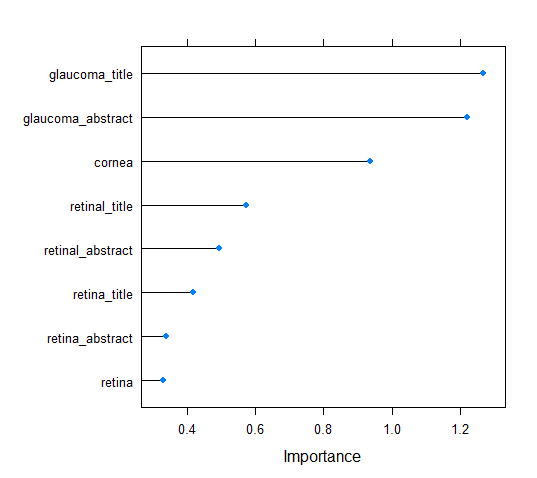 glaucoma_title
glaucoma_abstract
cornea
retinal_title
retinal_abstract
retina_title
retina_abstract
retina
0.4 0.6 0.8 1.0 1.2
Importance